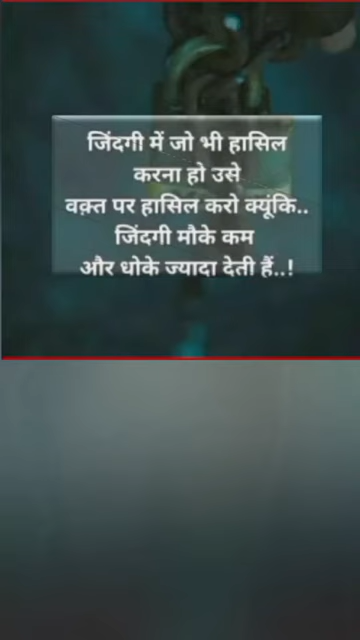 जिंदगी में जो भी हासिल
करना हो उसे
वक़्त पर हासिल करो क्यूंकि..
जिंदगी मौके कम
और धोके ज्यादा देती हैं..!